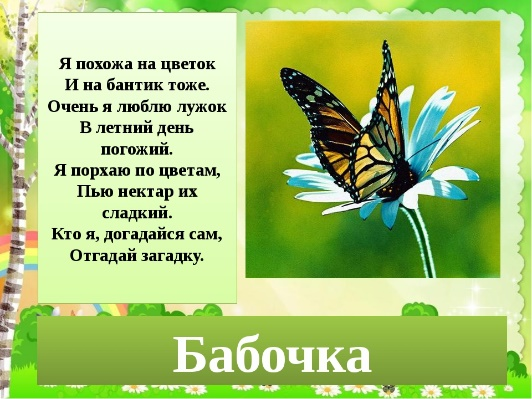 Я похожа на цветок
И на бантик тоже.
Очень я люблю лужок
В летний день
погожий.
Я порхаю по цветам,
Пью нектар их
сладкий.
Кто я, догадайся сам,
Отгадай загадку.
Бабочка